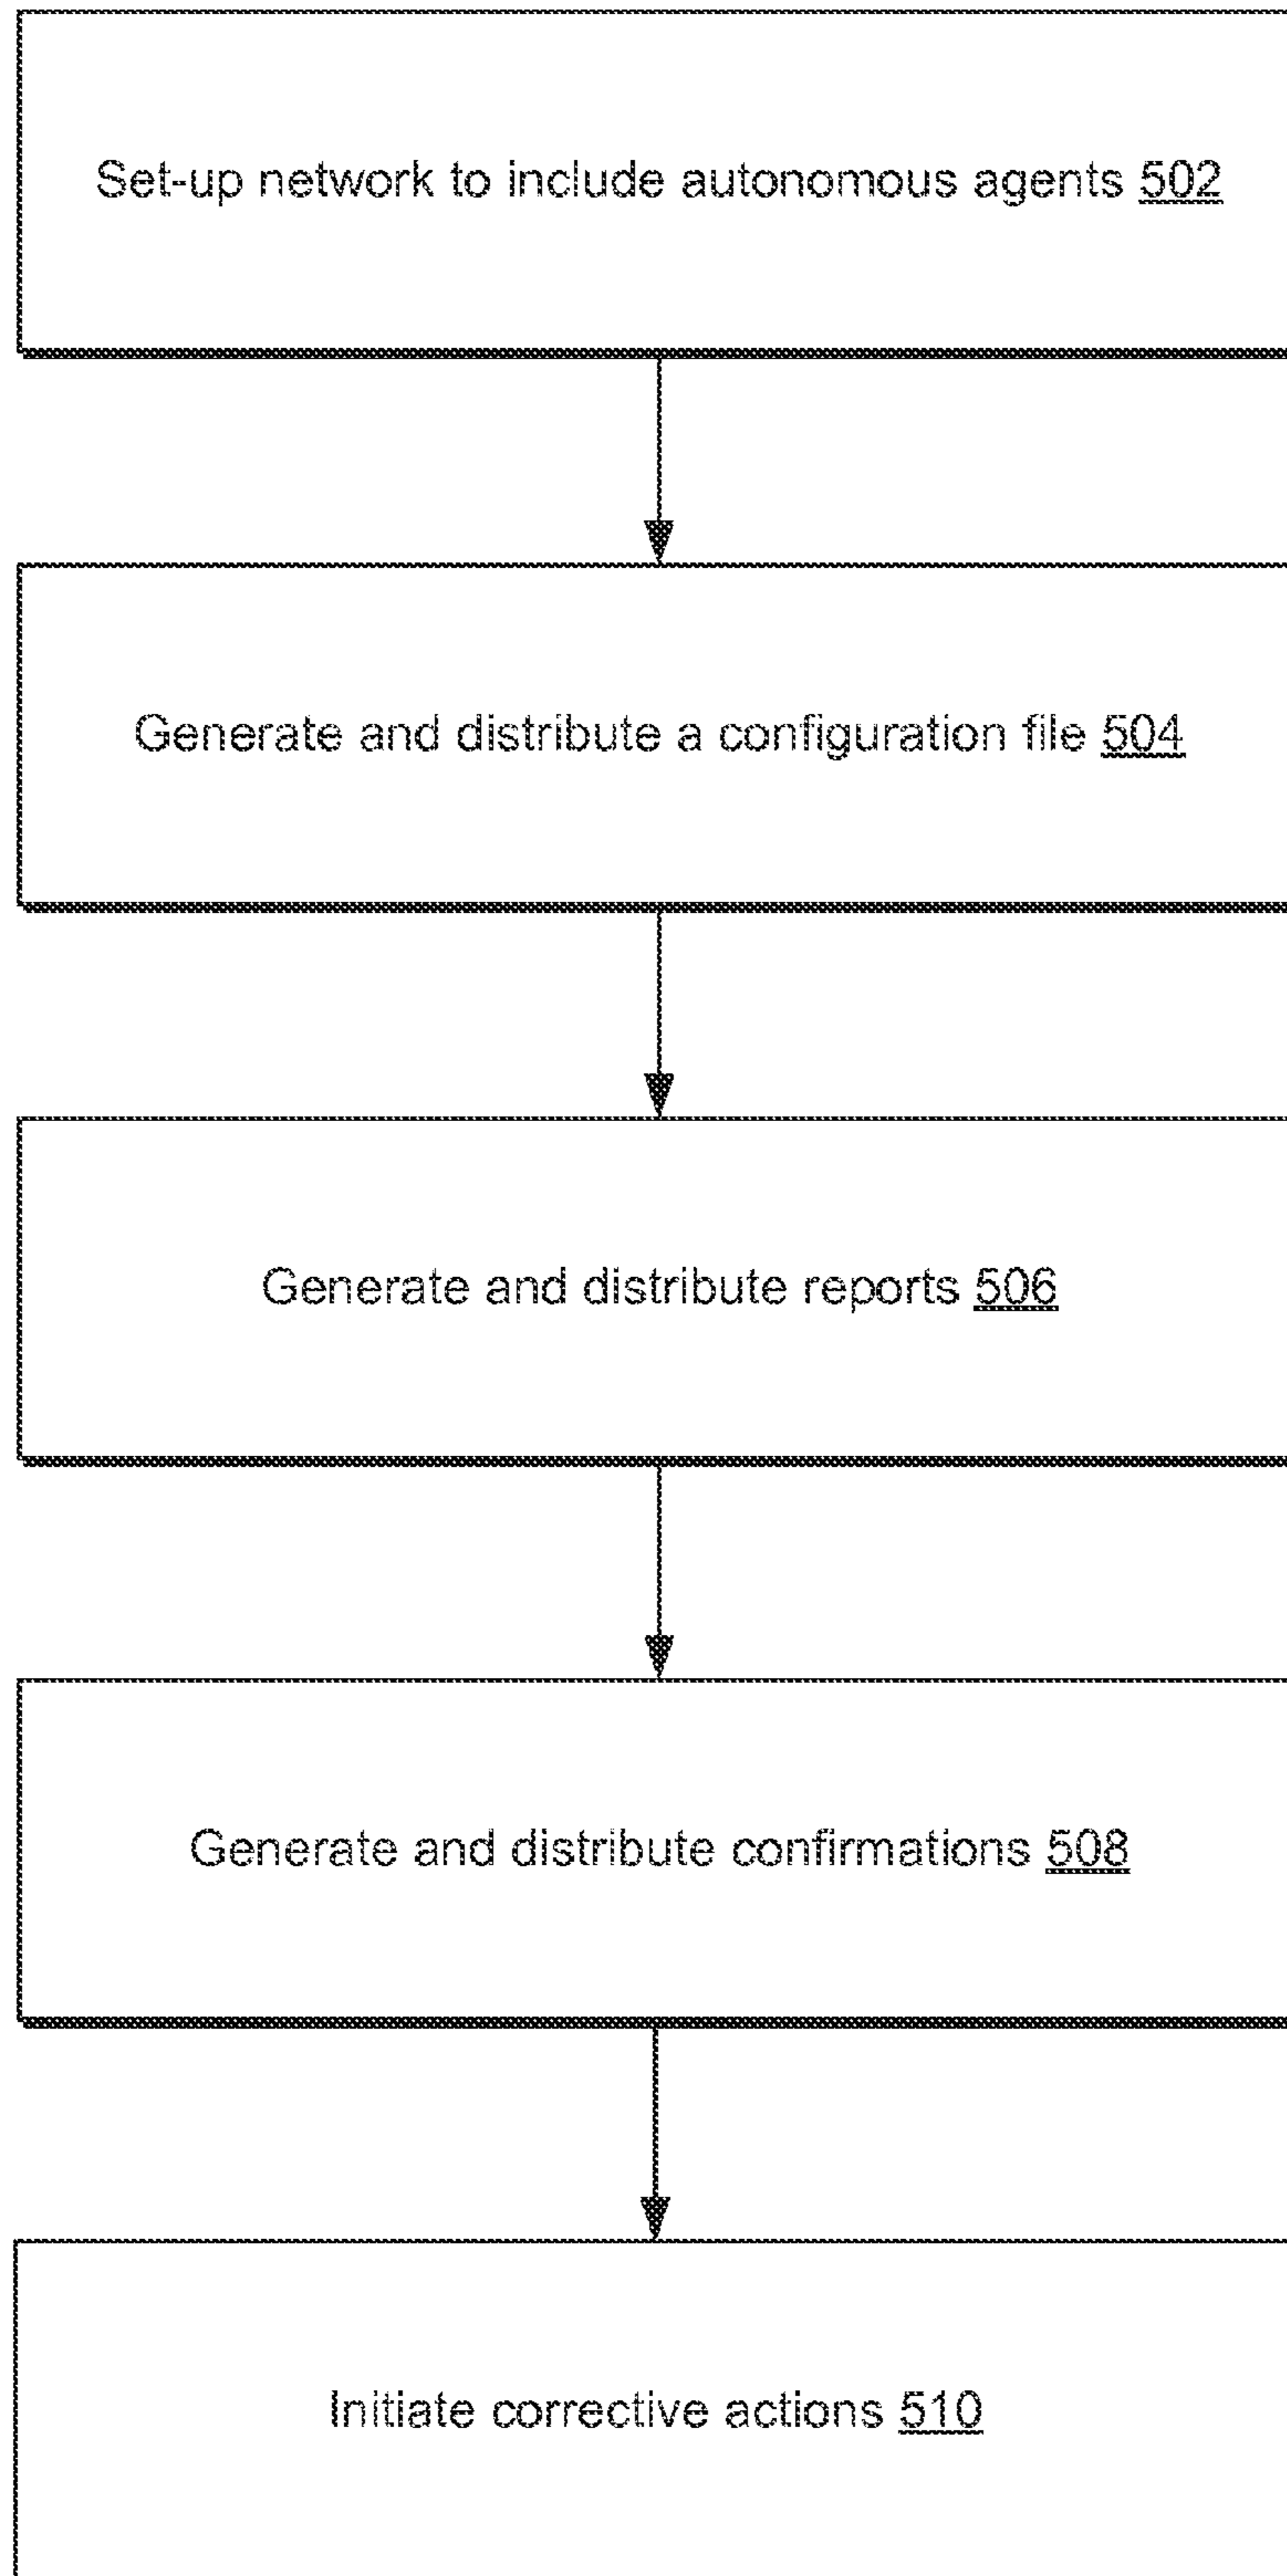 Set-up network to include autonomous agents 502
Generate and distribute a configuration file 504
Generate and distribute reports 506
Generate and distribute confirmations 508
Initiate corrective actions 510